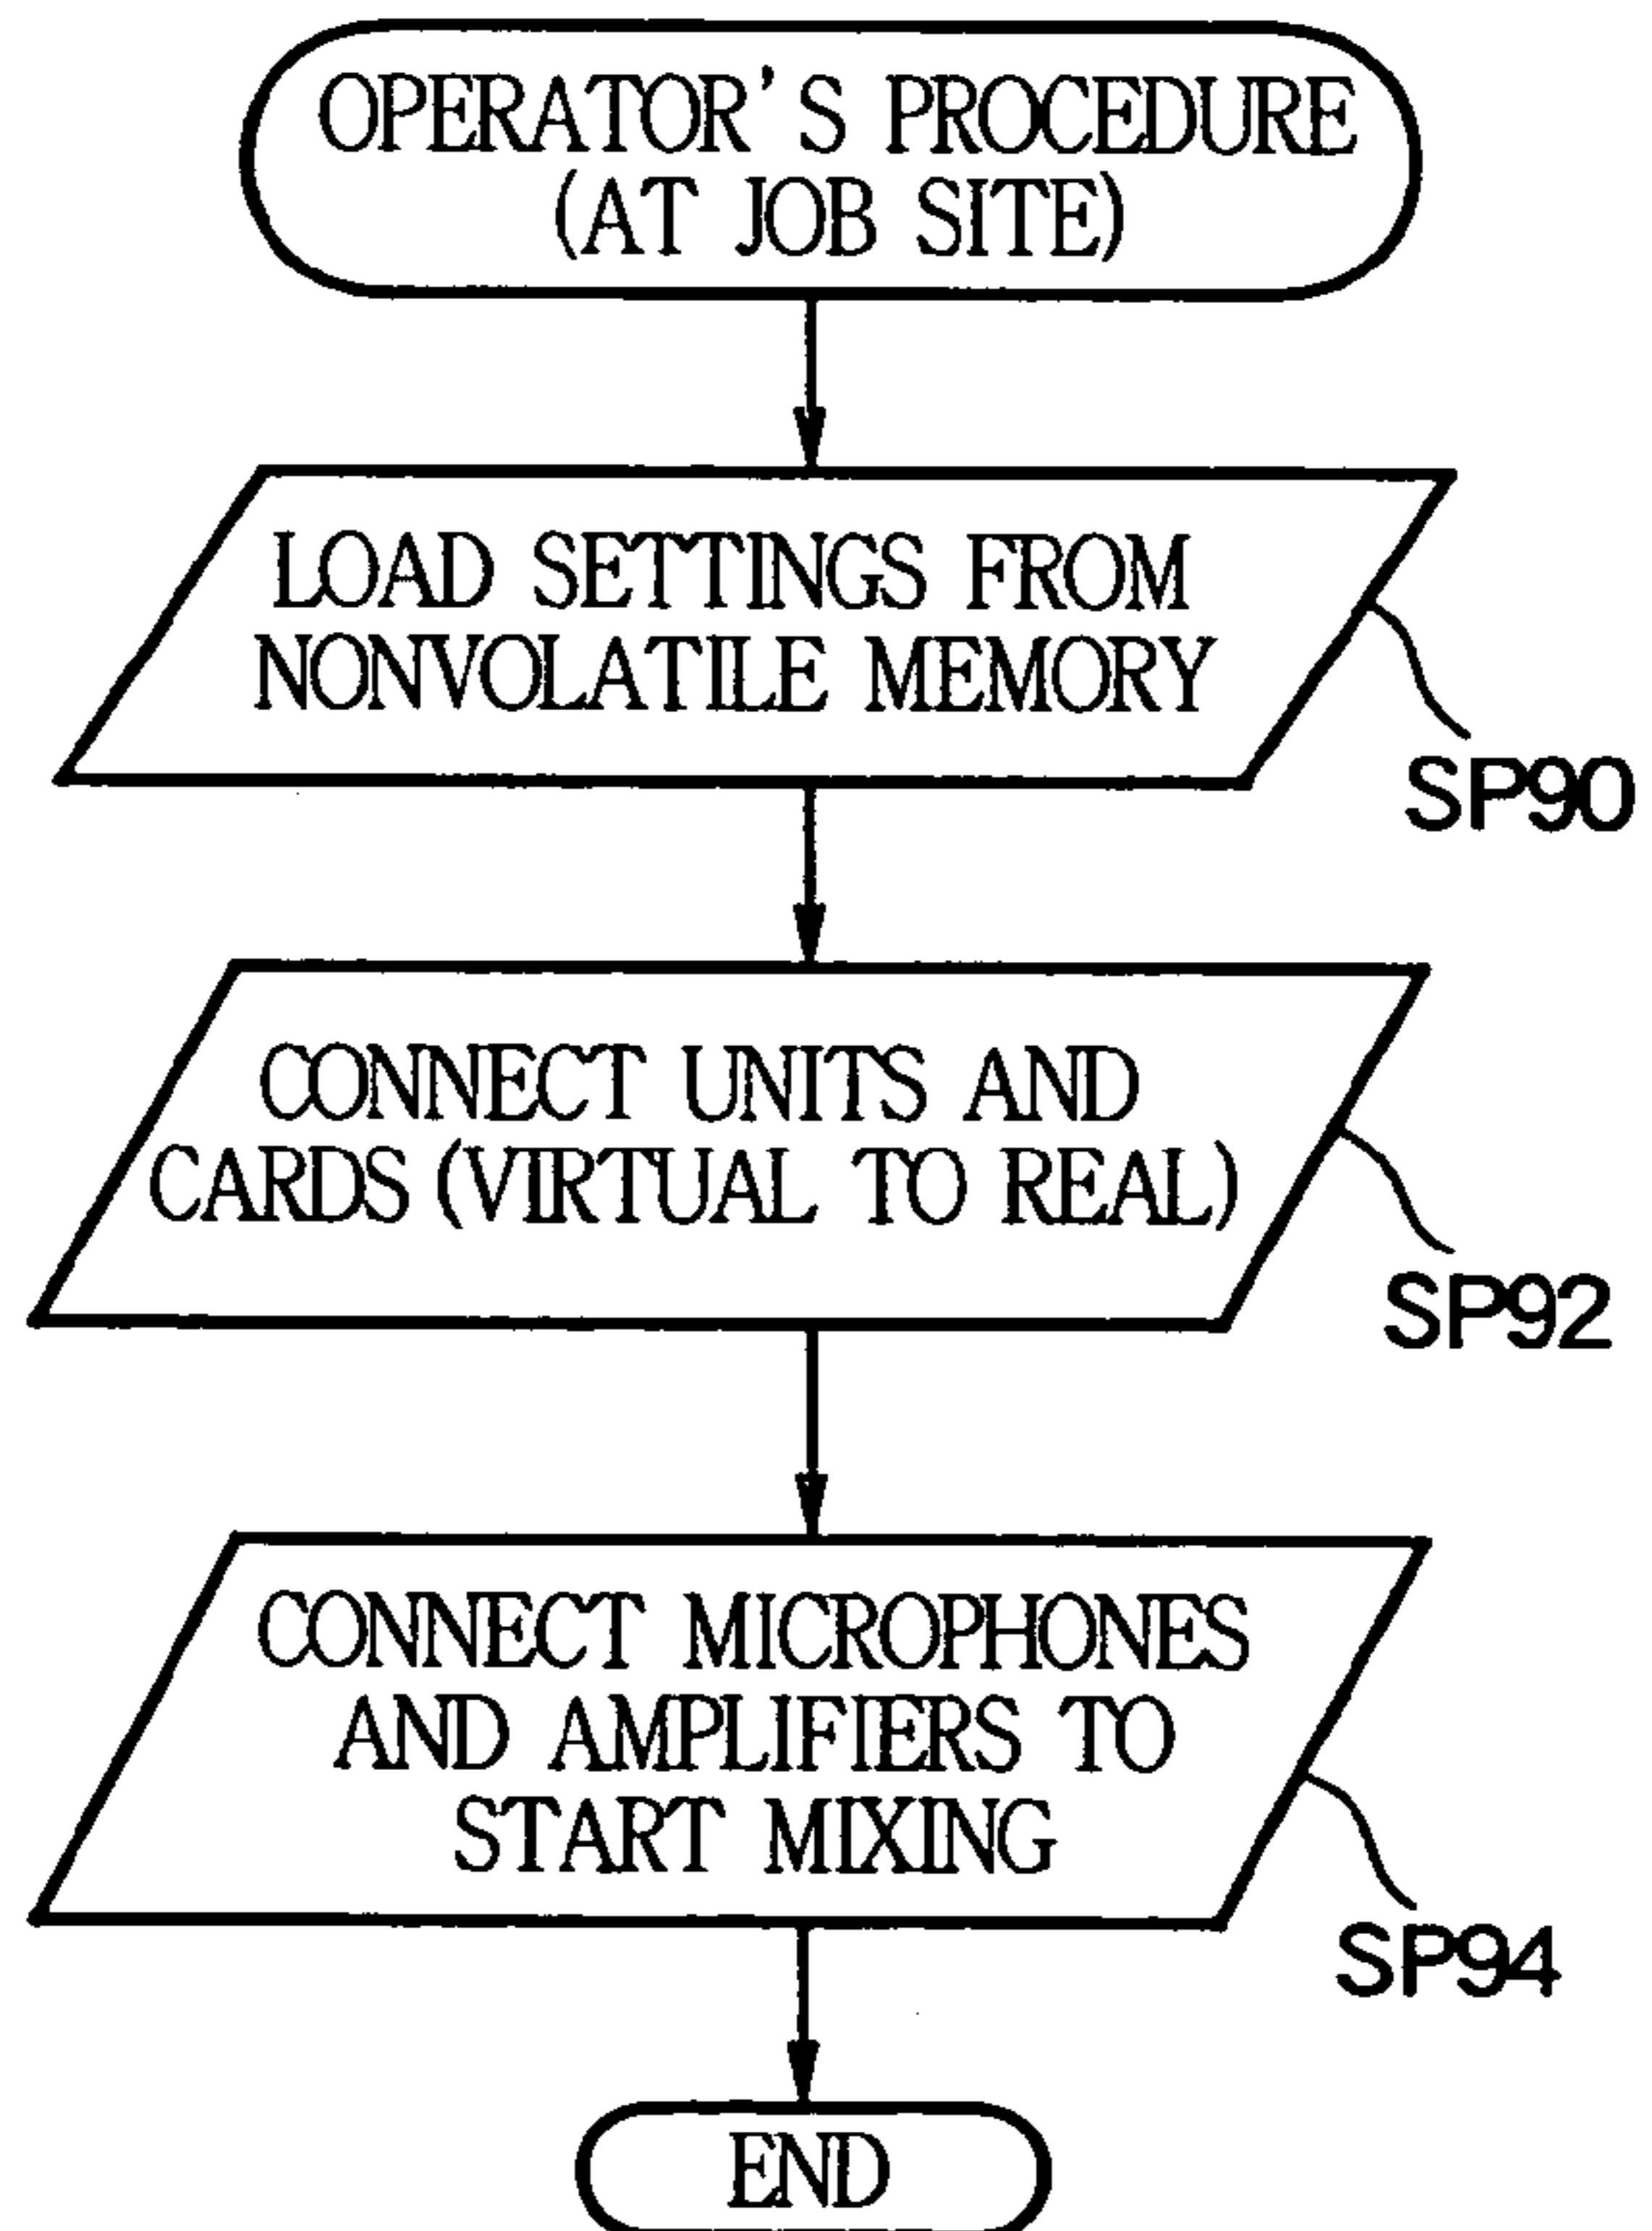 OPERATOR'S PROCEDURE
(AT JOB SITE)
LOAD SETTINGS FROM
NONVOLATILE MEMORY
SP90
CONNECT UNITS AND
CARDS (VIRTUAL TO REAL)
SP92
CONNECT MICROPHONES
AND AMPLIFIERS TO
START MIXING
SP94
END